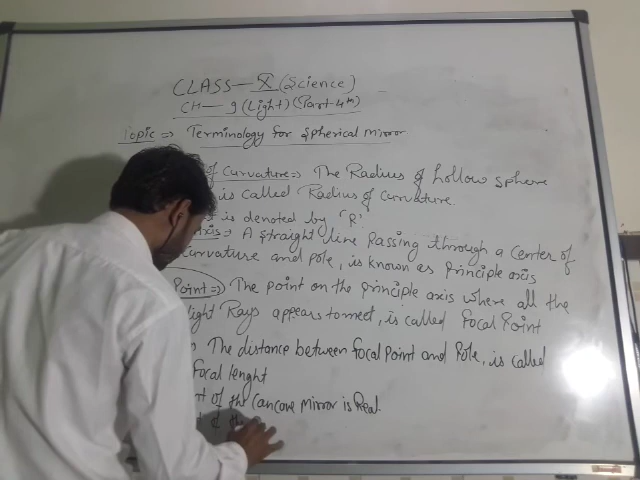 CLASS — X (Science)
CH — 9 (Light) (Part-4th)
Topic => Terminology for Spherical Mirror
of Curvature => The Radius of hollow sphere
is called Radius of Curvature
is denoted by 'R'
Axis => A straight line Passing through a Center of
Curvature and pole, is known as principle axis
Point => The point on the principle axis where all the
light Rays appears to meet, is called focal Point
The distance between focal point and Pole, is called
focal lenght
of the Cancave Mirror is Real
of th